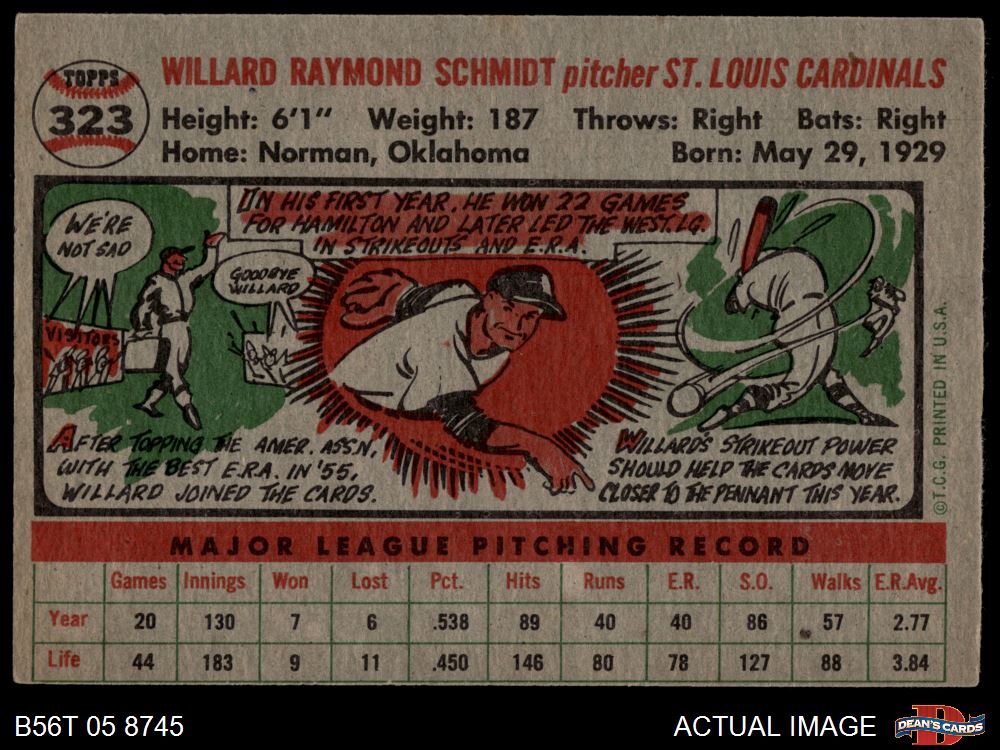 TOPPS
323
WILLARD RAYMOND SCHMIDT pitcher ST. LOUIS CARDINALS
Height: 6'1" Weight: 187 Throws: Right Bats: Right
Home: Norman, Oklahoma Born: May 29, 1929
IN HIS FIRST YEAR, HE WON 22 GAMES
FOR HAMILTON AND LATER LED THE WEST. LG.
IN STRIKEOUTS AND E.R.A.
WE'RE
NOT SAD
GOODBYE
WILLARD
VISITORS
AFTER TOPPING THE AMER. ASS'N,
WITH THE BEST E.R.A. IN '55,
WILLARD JOINED THE CARDS.
WILLARD'S STRIKEOUT POWER
SHOULD HELP THE CARDS MOVE
CLOSER TO THE PENNANT THIS YEAR.
©T.C.G. PRINTED IN U.S.A.
MAJOR LEAGUE PITCHING RECORD
Games Innings Won Lost Pct. Hits Runs E.R. S.O. Walks E.R.Avg.
Year 20 130 7 6 .538 89 40 40 86 57 2.77
Life 44 183 9 11 .450 146 80 78 127 88 3.84
B56T 05 8745 ACTUAL IMAGE DEAN'S CARDS